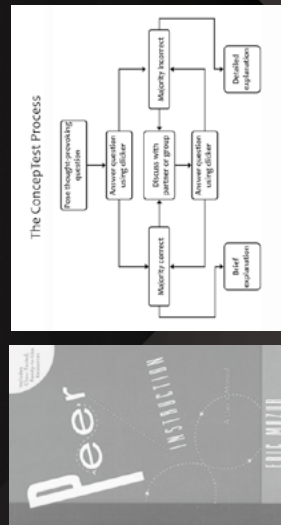 The ConcepTest Process
Pose thought-provoking
question
Answer question
using clicker
Majority correct
Discuss with
partner or group
Majority incorrect
Answer question
using clicker
Brief
explanation
Detailed
explanation
Peer
INSTRUCTION
ERIC MAZUR